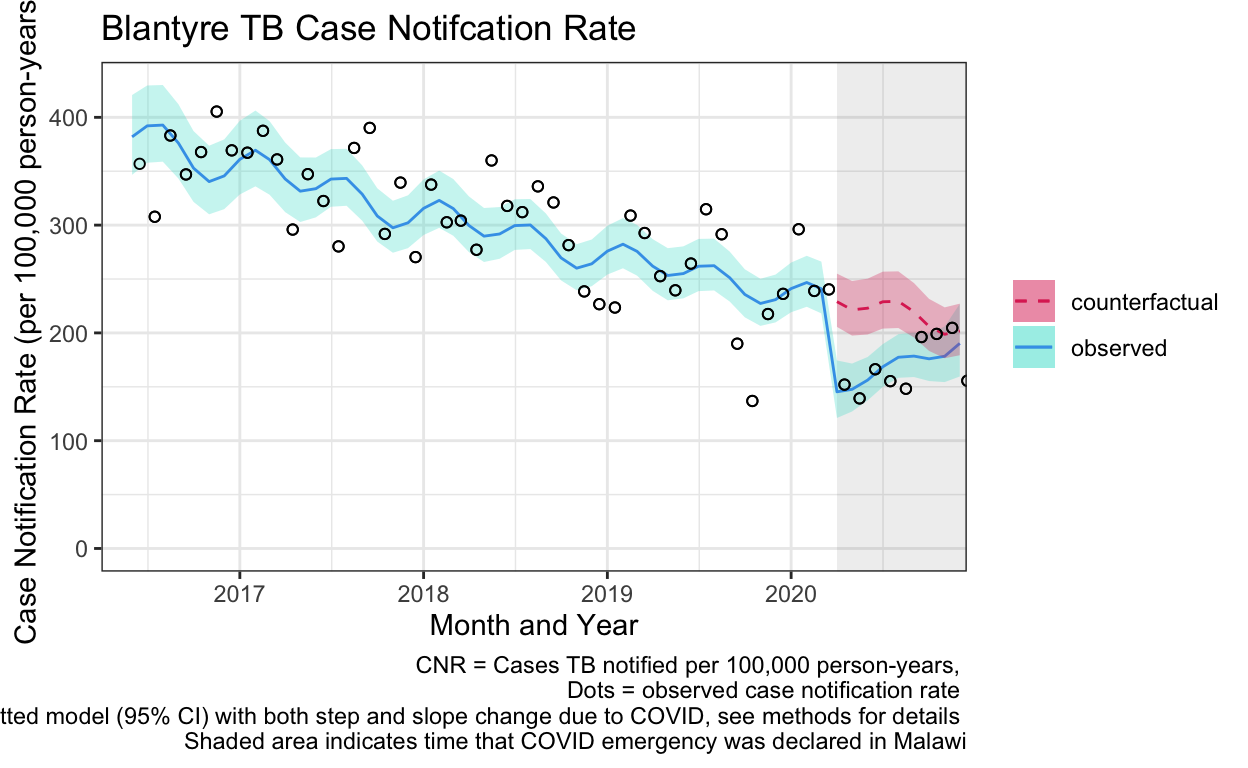 Blantyre TB Case Notifcation Rate
Case Notification Rate (per 100,000 person-years
400
300
200
100
0
2017 2018 2019 2020
Month and Year
counterfactual
observed
CNR = Cases TB notified per 100,000 person-years,
Dots = observed case notification rate
model (95% CI) with both step and slope change due to COVID, see methods for details
Shaded area indicates time that COVID emergency was declared in Malawi